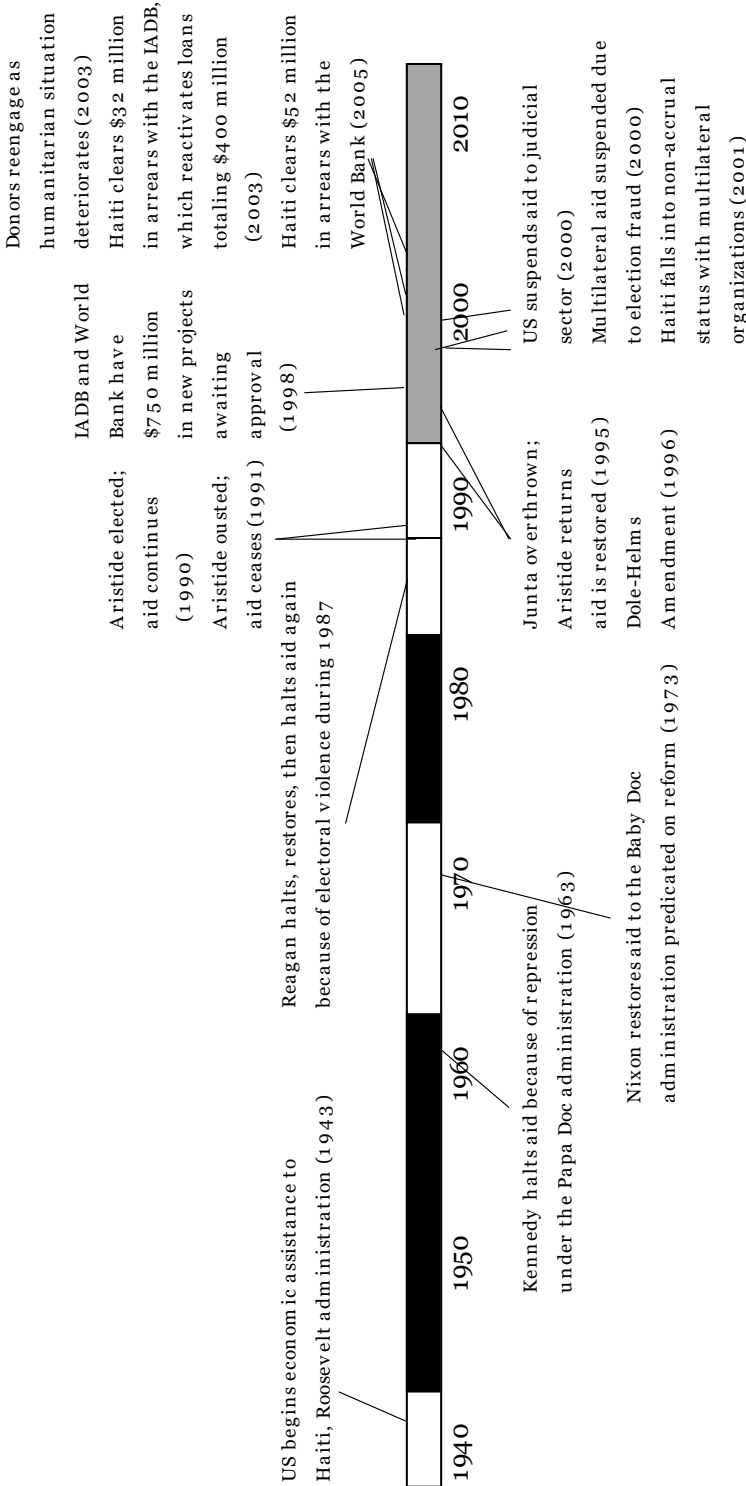 US begins economic assistance to
Haiti, Roosevelt administration (1943)
Reagan halts, restores, then halts aid again
because of electoral violence during 1987
Aristide elected;
aid continues
(1990)
Aristide ousted;
aid ceases (1991)
IADB and World
Bank have
$750 million
in new projects
awaiting
approval
(1998)
Donors reengage as
humanitarian situation
deteriorates (2003)
Haiti clears $32 million
in arrears with the IADB,
which reactivates loans
totaling $400 million
(2003)
Haiti clears $52 million
in arrears with the
World Bank (2005)
1940
1950
1960
1970
1980
1990
2000
2010
Kennedy halts aid because of repression
under the Papa Doc administration (1963)
Nixon restores aid to the Baby Doc
administration predicated on reform (1973)
Junta overthrown;
Aristide returns
aid is restored (1995)
Dole-Helms
Amendment (1996)
US suspends aid to judicial
sector (2000)
Multilateral aid suspended due
to election fraud (2000)
Haiti falls into non-accrual
status with multilateral
organizations (2001)